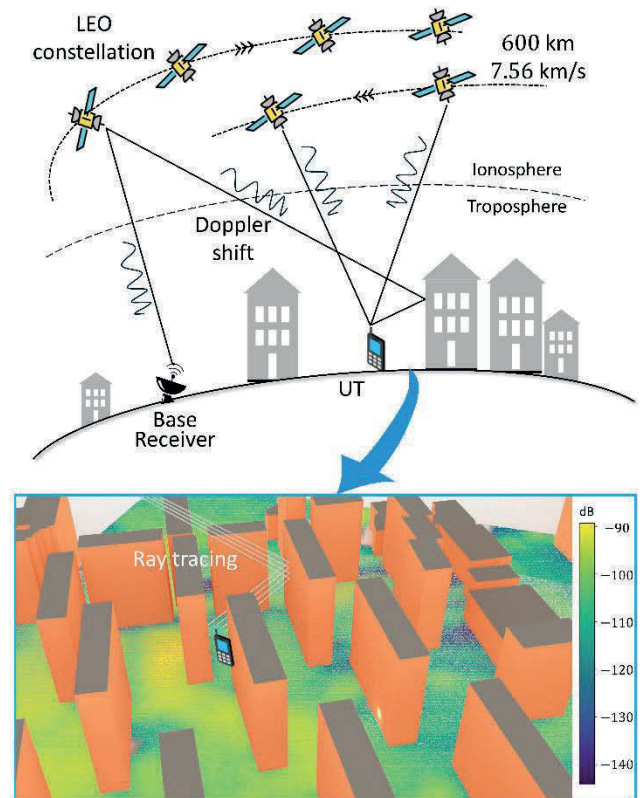 LEO
constellation
600 km
7.56 km/s
Ionosphere
Troposphere
Doppler
shift
UT
Base
Receiver
Ray tracing
dB
−90
−100
−110
−120
−130
−140